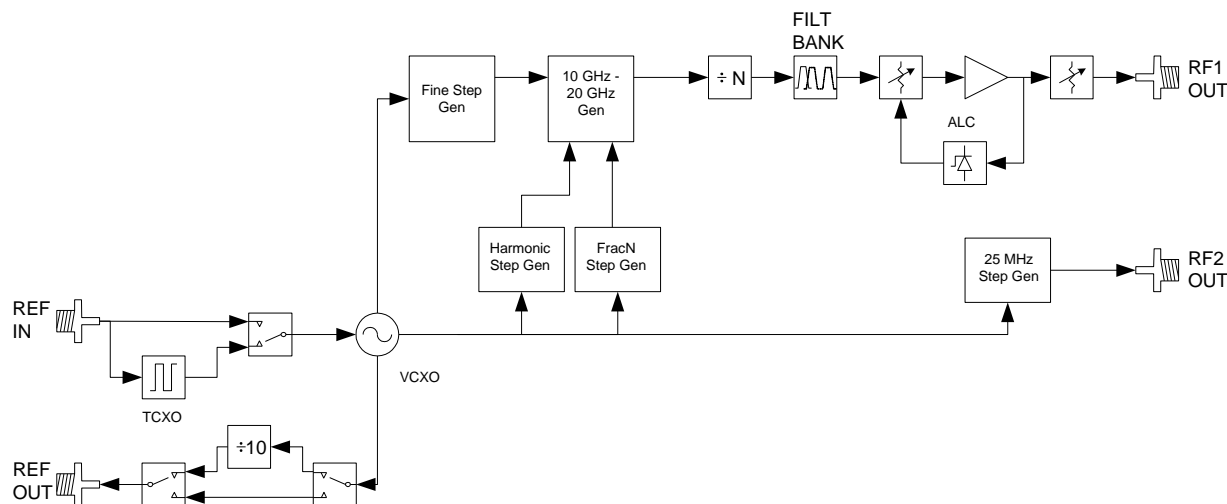 FILT
BANK
Fine Step
Gen
10 GHz -
20 GHz
Gen
÷ N
RF1
OUT
ALC
Harmonic
Step Gen
FracN
Step Gen
25 MHz
Step Gen
RF2
OUT
REF
IN
VCXO
TCXO
÷10
REF
OUT